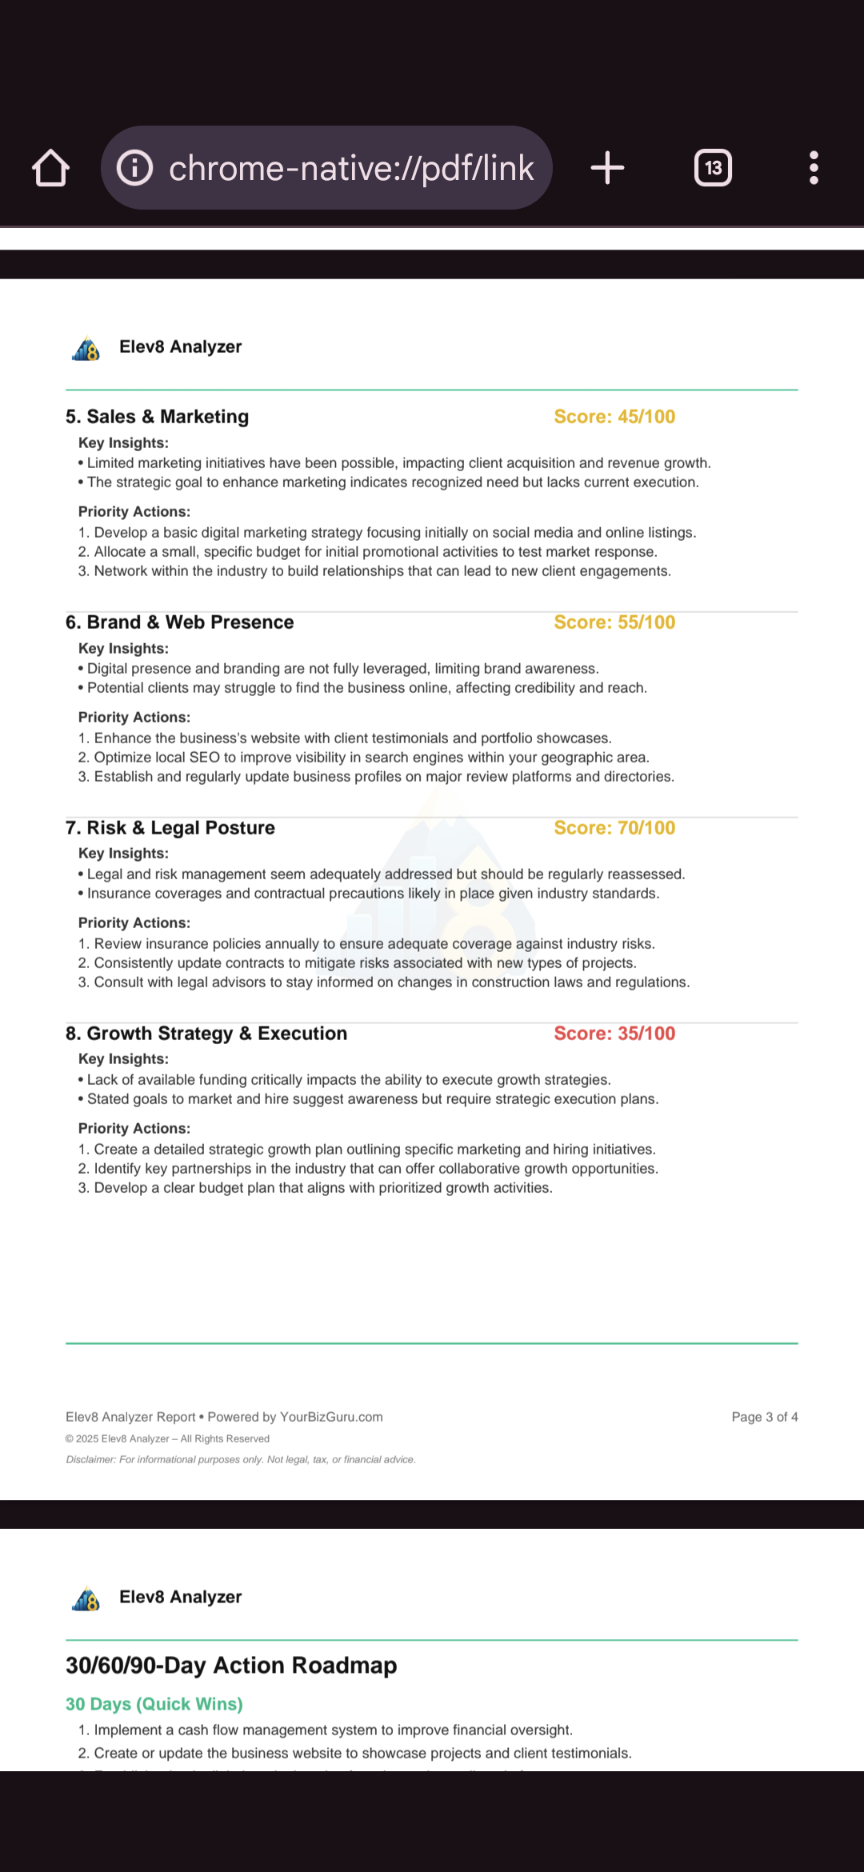 chrome-native://pdf/link
13
Elev8 Analyzer
5. Sales & Marketing Score: 45/100
Key Insights:
• Limited marketing initiatives have been possible, impacting client acquisition and revenue growth.
• The strategic goal to enhance marketing indicates recognized need but lacks current execution.
Priority Actions:
1. Develop a basic digital marketing strategy focusing initially on social media and online listings.
2. Allocate a small, specific budget for initial promotional activities to test market response.
3. Network within the industry to build relationships that can lead to new client engagements.
6. Brand & Web Presence Score: 55/100
Key Insights:
• Digital presence and branding are not fully leveraged, limiting brand awareness.
• Potential clients may struggle to find the business online, affecting credibility and reach.
Priority Actions:
1. Enhance the business's website with client testimonials and portfolio showcases.
2. Optimize local SEO to improve visibility in search engines within your geographic area.
3. Establish and regularly update business profiles on major review platforms and directories.
7. Risk & Legal Posture Score: 70/100
Key Insights:
• Legal and risk management seem adequately addressed but should be regularly reassessed.
• Insurance coverages and contractual precautions likely in place given industry standards.
Priority Actions:
1. Review insurance policies annually to ensure adequate coverage against industry risks.
2. Consistently update contracts to mitigate risks associated with new types of projects.
3. Consult with legal advisors to stay informed on changes in construction laws and regulations.
8. Growth Strategy & Execution Score: 35/100
Key Insights:
• Lack of available funding critically impacts the ability to execute growth strategies.
• Stated goals to market and hire suggest awareness but require strategic execution plans.
Priority Actions:
1. Create a detailed strategic growth plan outlining specific marketing and hiring initiatives.
2. Identify key partnerships in the industry that can offer collaborative growth opportunities.
3. Develop a clear budget plan that aligns with prioritized growth activities.
Elev8 Analyzer Report • Powered by YourBizGuru.com Page 3 of 4
© 2025 Elev8 Analyzer – All Rights Reserved
Disclaimer: For informational purposes only. Not legal, tax, or financial advice.
Elev8 Analyzer
30/60/90-Day Action Roadmap
30 Days (Quick Wins)
1. Implement a cash flow management system to improve financial oversight.
2. Create or update the business website to showcase projects and client testimonials.